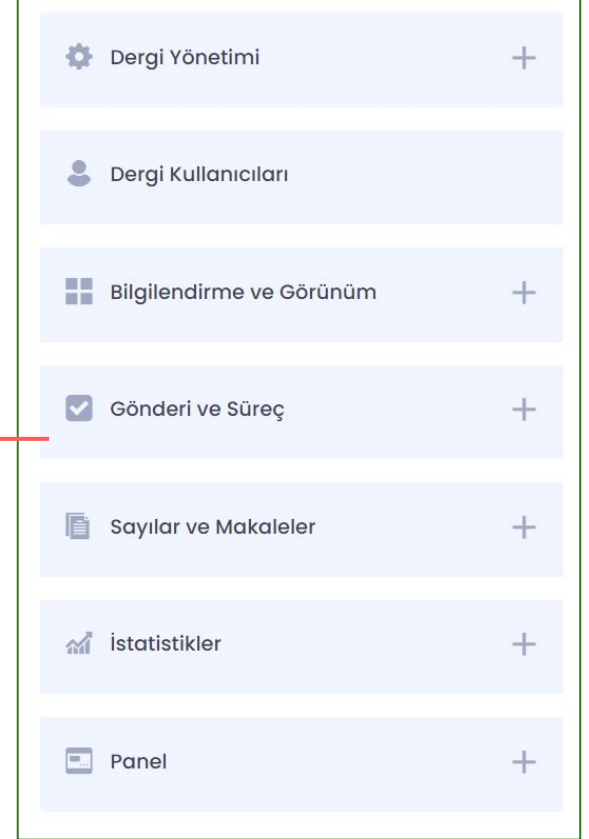 Dergi Yönetimi
Dergi Kullanıcıları
Bilgilendirme ve Görünüm
Gönderi ve Süreç
Sayılar ve Makaleler
İstatistikler
Panel